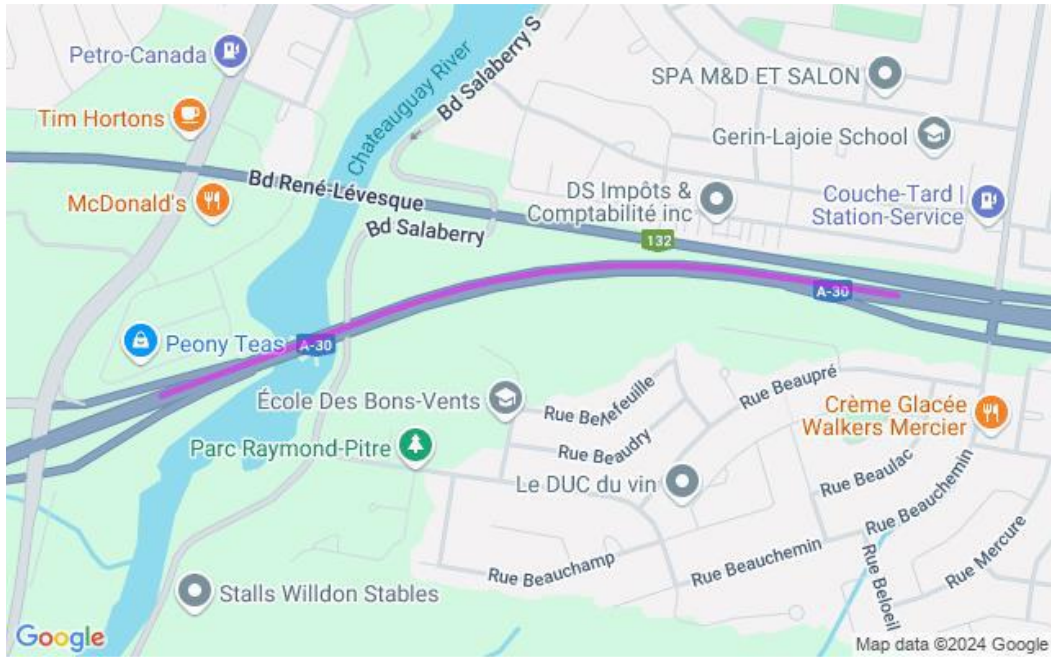 Petro-Canada
Tim Hortons
McDonald's
Chateauguay River
Bd Salaberry S
SPA M&D ET SALON
Gerin-Lajoie School
Bd René-Lévesque
DS Impôts &
Comptabilité inc
Couche-Tard |
Station-Service
Bd Salaberry
132
A-30
Peony Teas
A-30
École Des Bons-Vents
Rue Bellefeuille
Rue Beaupré
Crème Glacée
Walkers Mercier
Parc Raymond-Pitre
Rue Beaudry
Le DUC du vin
Rue Beaulac
Rue Beauchemin
Rue Beauchamp
Rue Beauchemin
Rue Beloeil
Rue Mercure
Stalls Willdon Stables
Google
Map data ©2024 Google